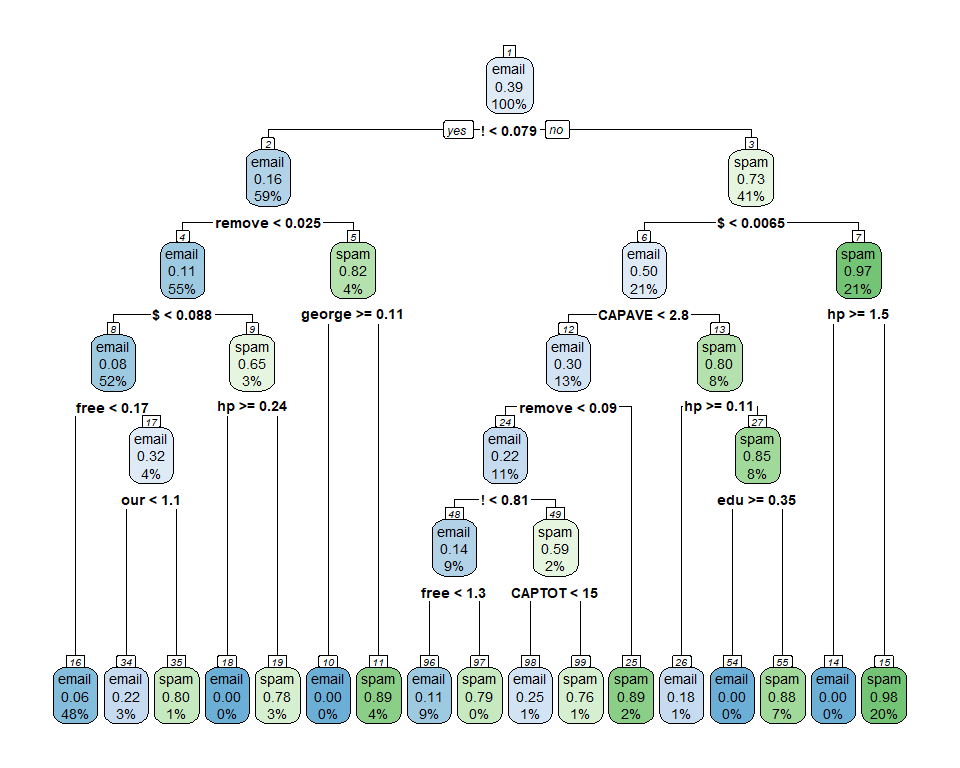 1
email
0.39
100%
yes ! < 0.079 no
2 3
email spam
0.16 0.73
59% 41%
remove < 0.025 $ < 0.0065
4 5 6 7
email spam email spam
0.11 0.82 0.50 0.97
55% 4% 21% 21%
$ < 0.088 george >= 0.11 CAPAVE < 2.8 hp >= 1.5
8 9 12 13
email spam email spam
0.08 0.65 0.30 0.80
52% 3% 13% 8%
free < 0.17 hp >= 0.24 remove < 0.09 hp >= 0.11
17 24 27
email email spam
0.32 0.22 0.85
4% 11% 8%
our < 1.1 ! < 0.81 edu >= 0.35
48 49
email spam
0.14 0.59
9% 2%
free < 1.3 CAPTOT < 15
16 34 35 18 19 10 11 96 97 98 99 25 26 54 55 14 15
email email spam email spam email spam email spam email spam spam email email spam email spam
0.06 0.22 0.80 0.00 0.78 0.00 0.89 0.11 0.79 0.25 0.76 0.89 0.18 0.00 0.88 0.00 0.98
48% 3% 1% 0% 3% 0% 4% 9% 0% 1% 1% 2% 1% 0% 7% 0% 20%